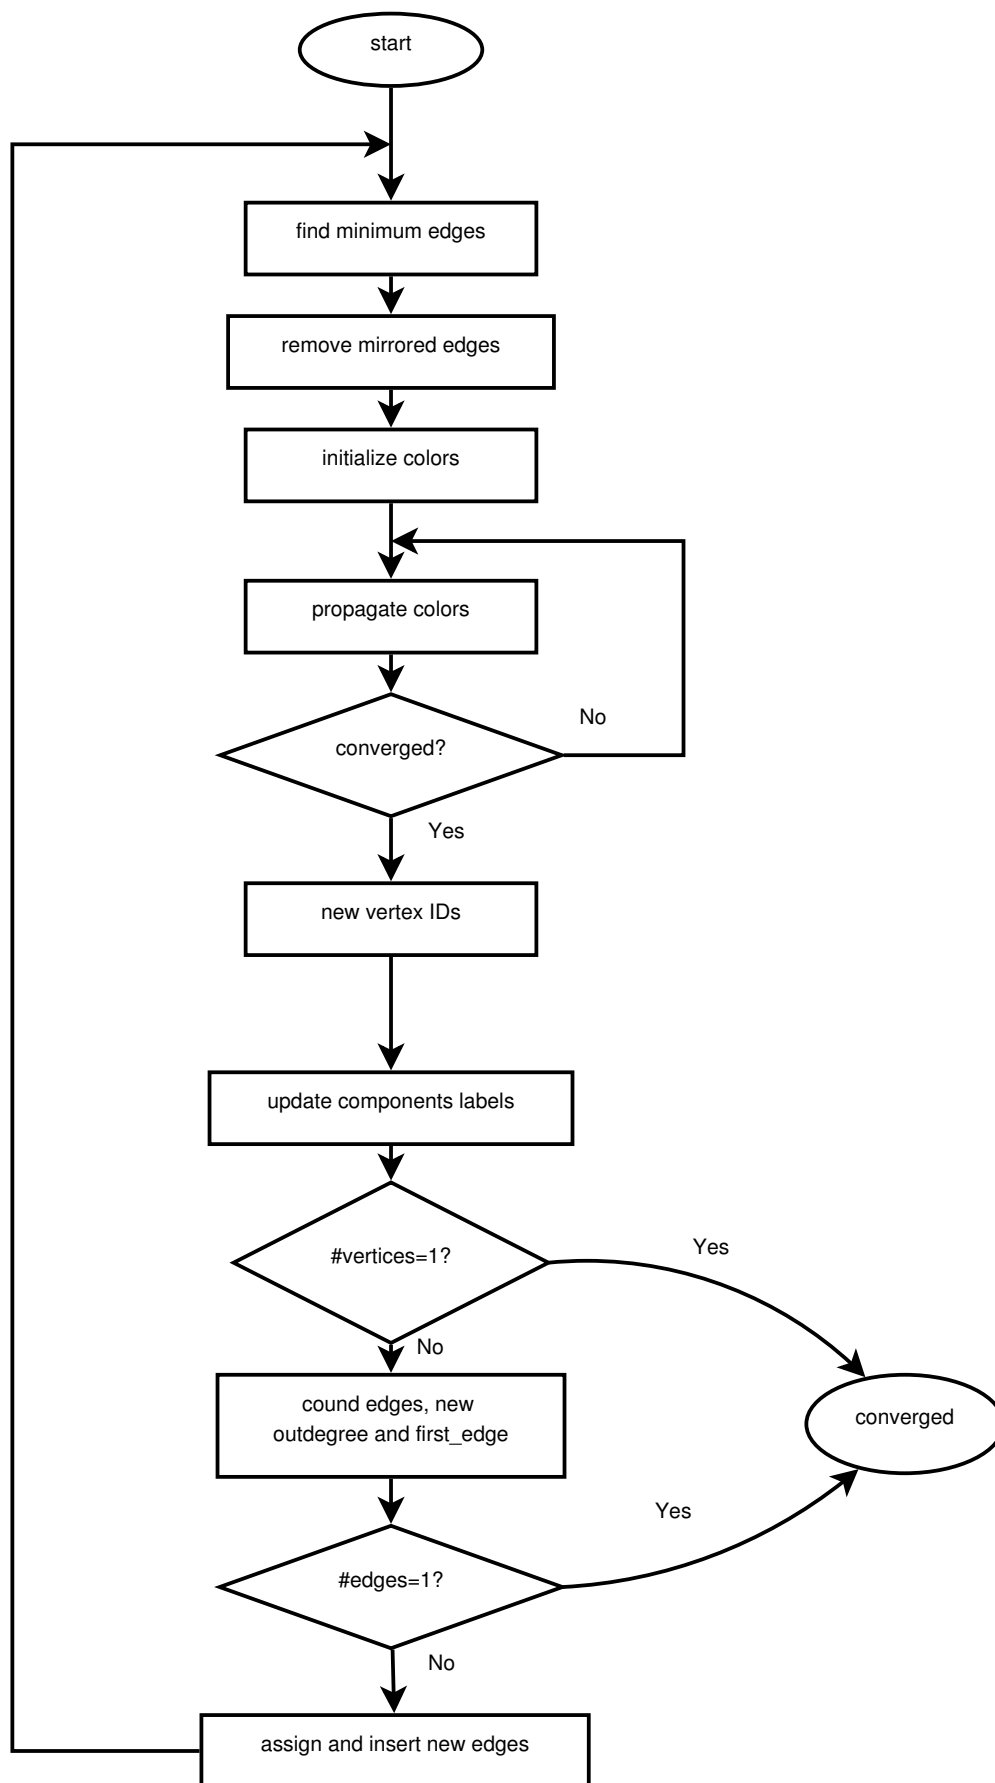 start
find minimum edges
remove mirrored edges
initialize colors
propagate colors
No
converged?
Yes
new vertex IDs
update components labels
#vertices=1?
Yes
No
cound edges, new
outdegree and first_edge
converged
Yes
#edges=1?
No
assign and insert new edges